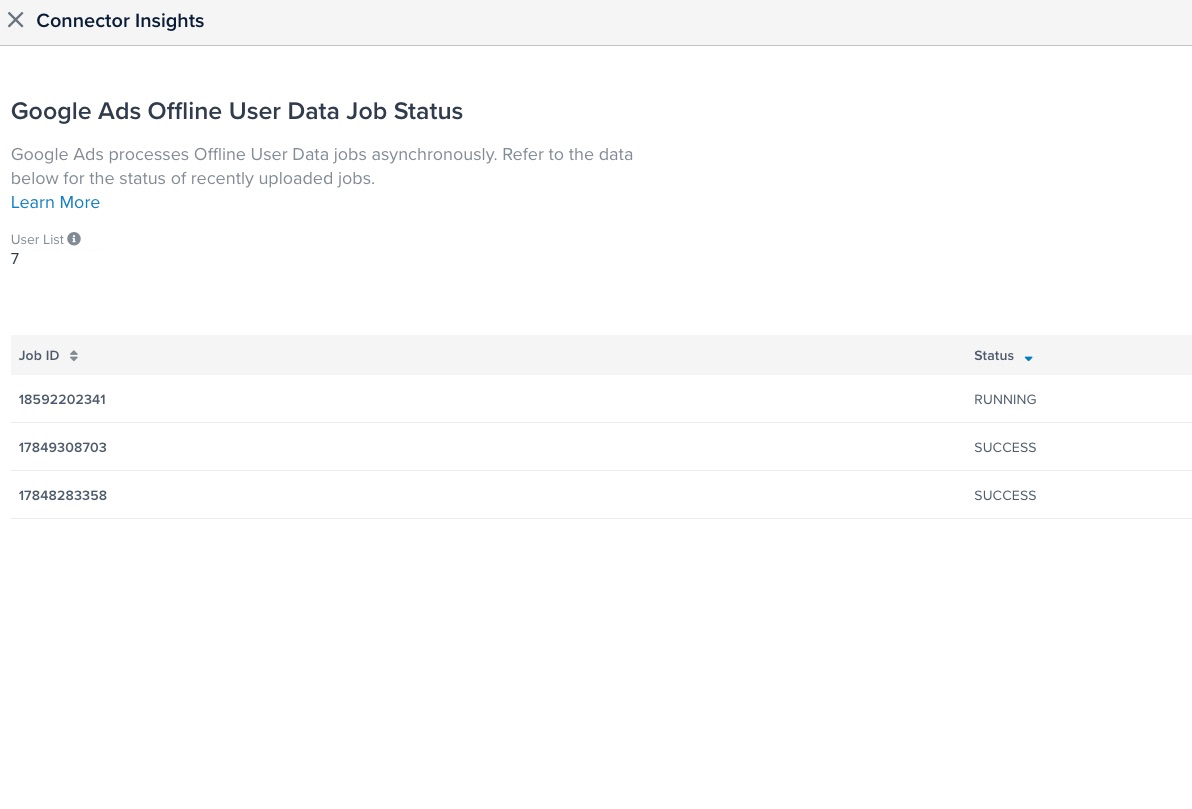 Connector Insights
Google Ads Offline User Data Job Status
Google Ads processes Offline User Data jobs asynchronously. Refer to the data
below for the status of recently uploaded jobs.
Learn More
User List
7
Job ID Status
18592202341 RUNNING
17849308703 SUCCESS
17848283358 SUCCESS